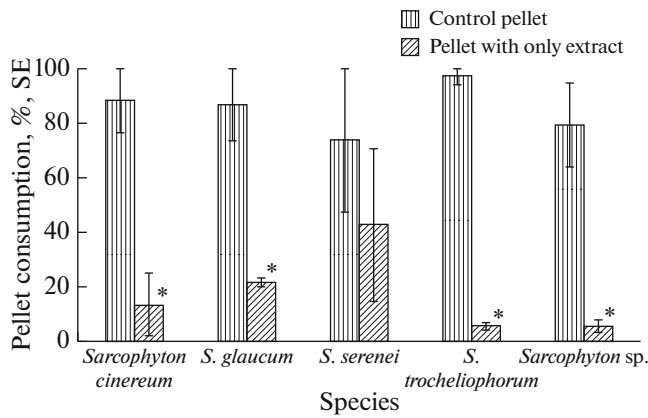 Control pellet
Pellet with only extract
Pellet consumption, %, SE
100
80
60
40
20
0
*
*
*
*
Sarcophyton cinereum
S. glaucum
S. serenei
S. trocheliophorum
Sarcophyton sp.
Species